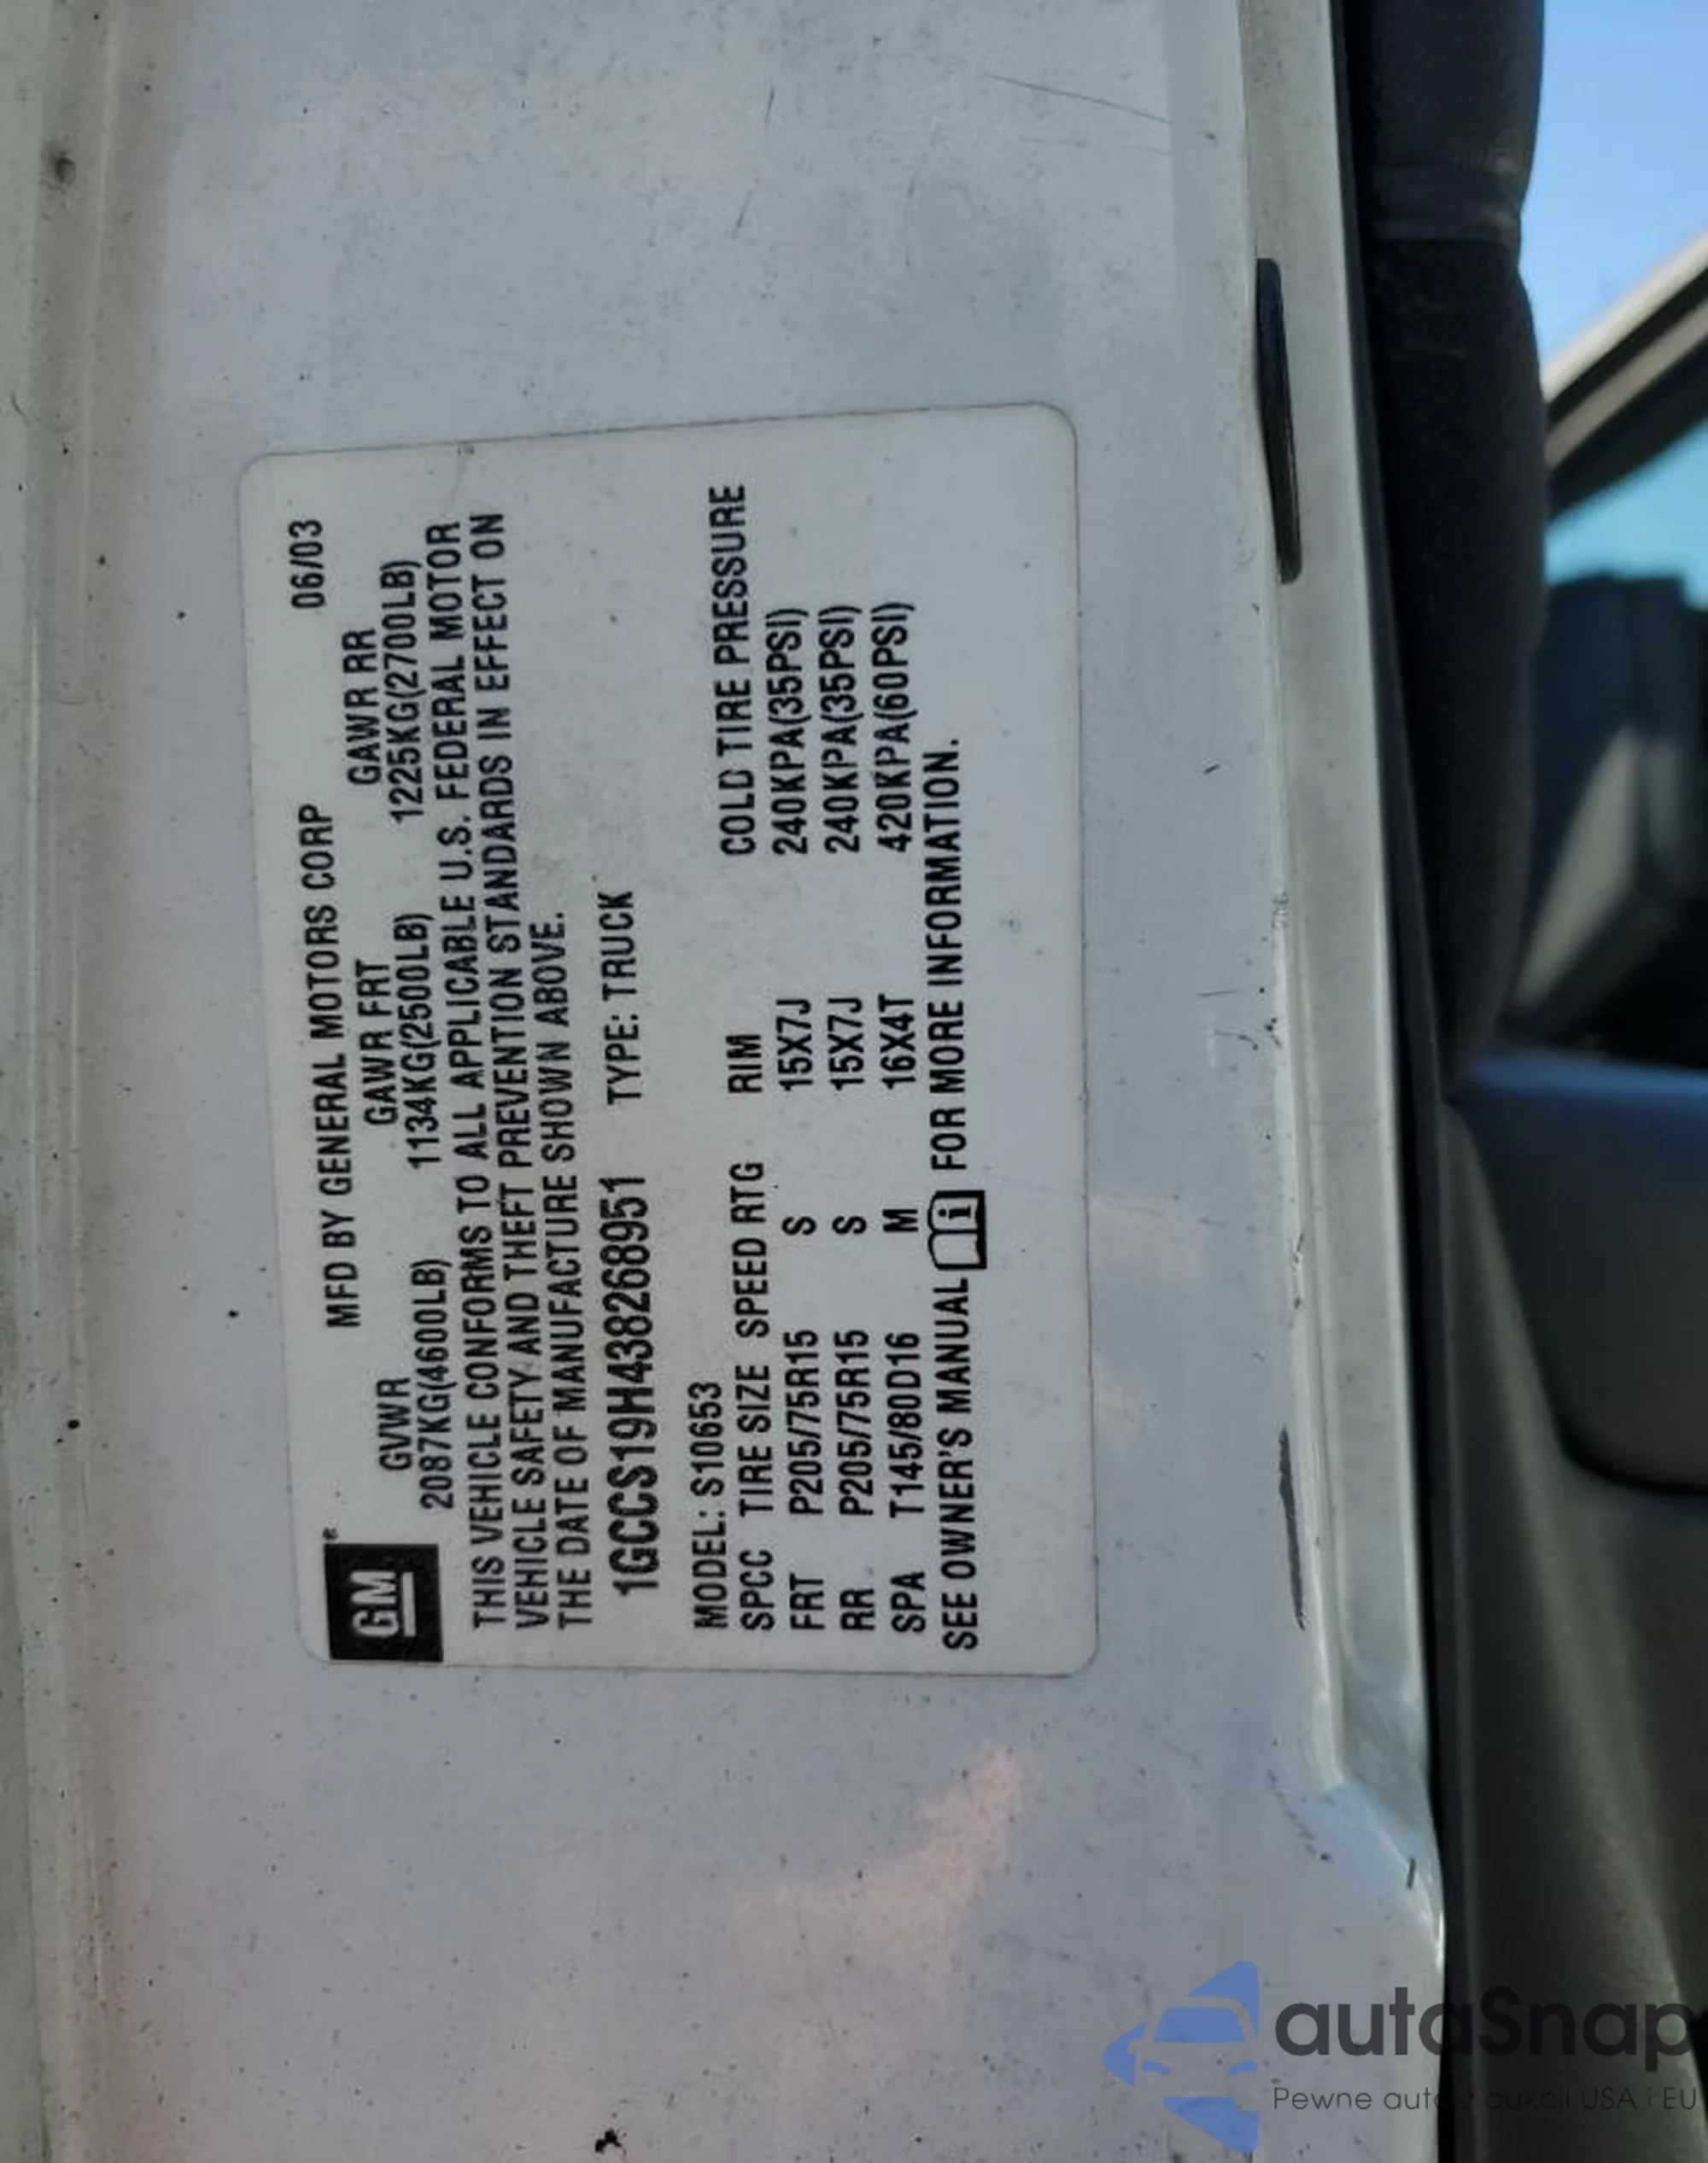 GM
MFD BY GENERAL MOTORS CORP 06/03
GVWR GAWR FRT GAWR RR
2087KG(4600LB) 1134KG(2500LB) 1225KG(2700LB)
THIS VEHICLE CONFORMS TO ALL APPLICABLE U.S. FEDERAL MOTOR
VEHICLE SAFETY AND THEFT PREVENTION STANDARDS IN EFFECT ON
THE DATE OF MANUFACTURE SHOWN ABOVE.
1GCCS19H438268951 TYPE: TRUCK
MODEL: S10653
SPCC TIRE SIZE SPEED RTG RIM COLD TIRE PRESSURE
FRT P205/75R15 S 15X7J 240KPA(35PSI)
RR P205/75R15 S 15X7J 240KPA(35PSI)
SPA T145/80D16 M 16X4T 420KPA(60PSI)
SEE OWNER'S MANUAL i FOR MORE INFORMATION.
autaSnap
Pewne auta z aukcji USA i EU